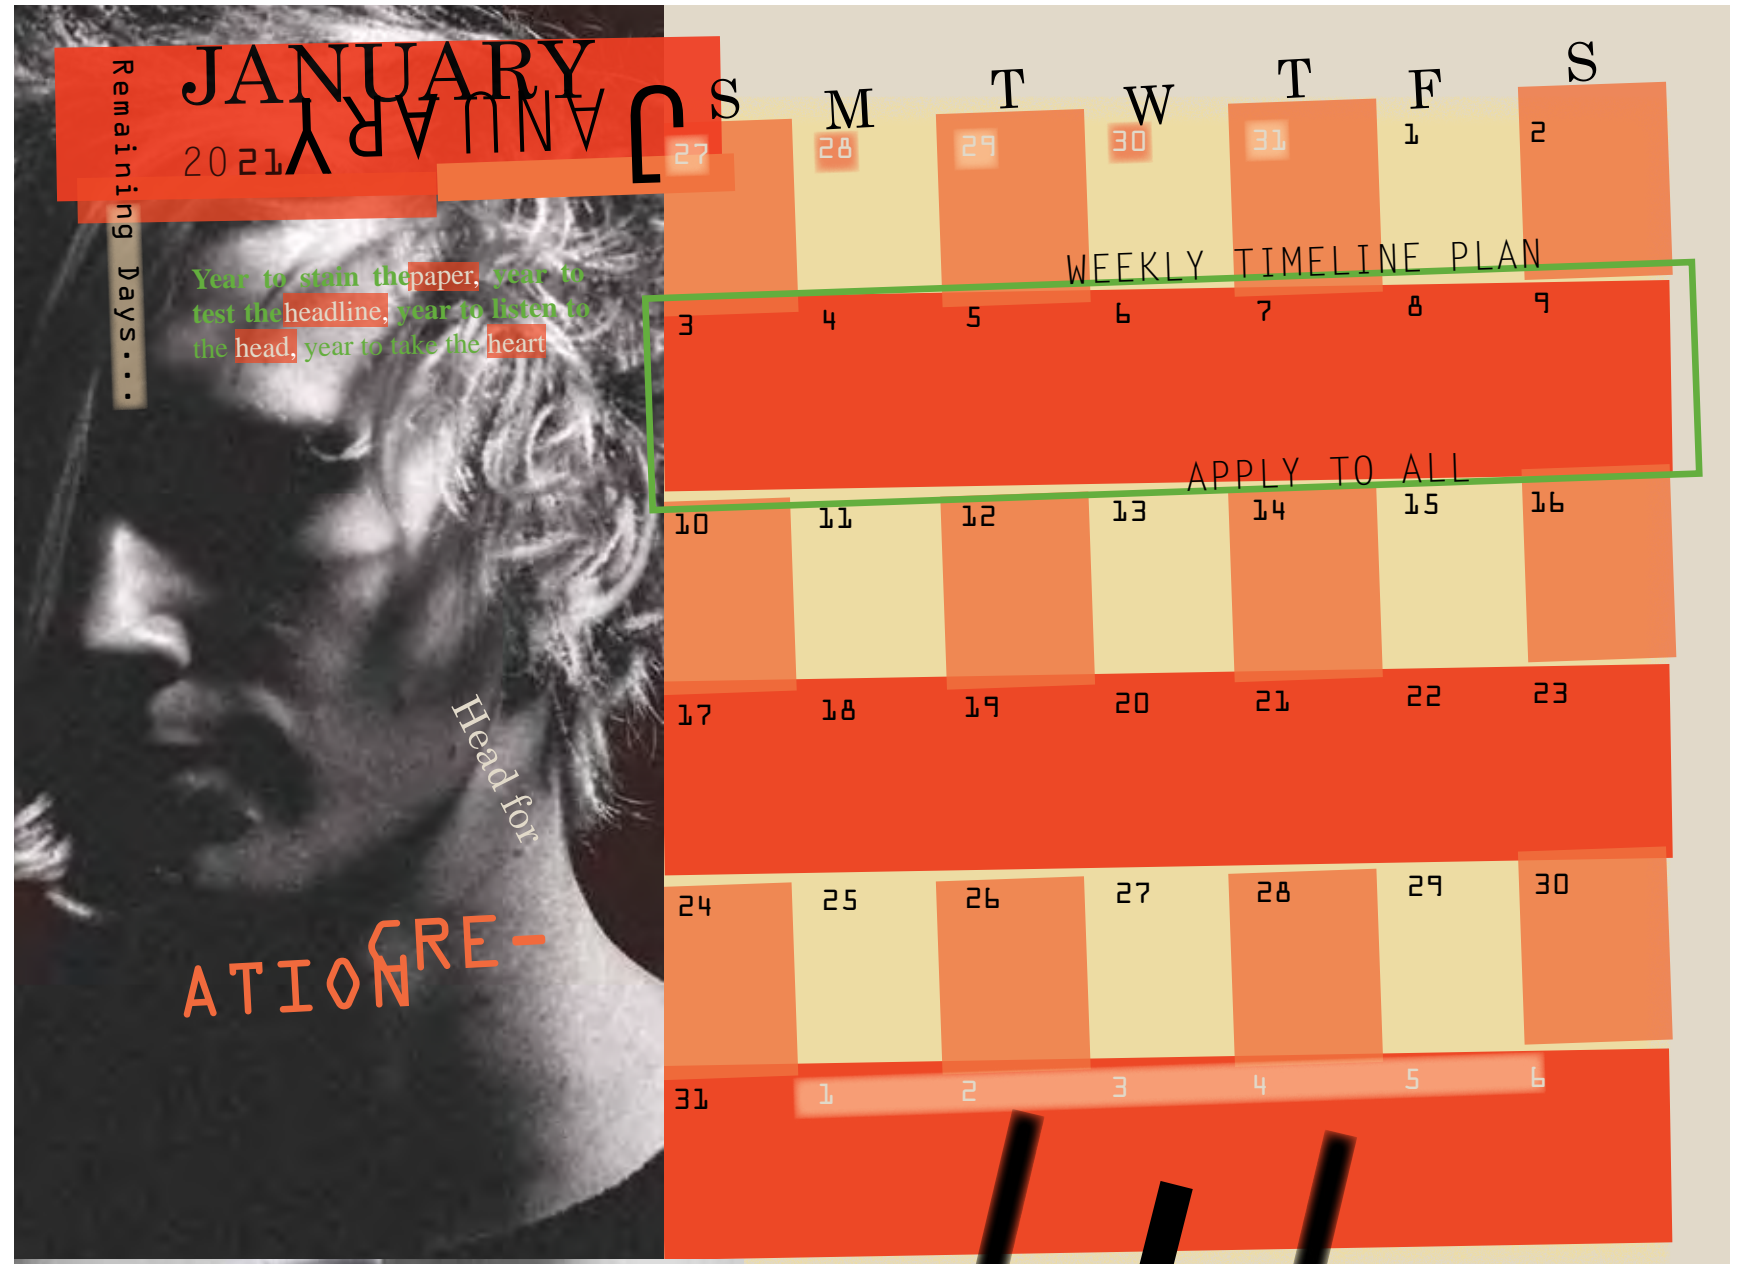 JANUARY
JANUARY
2021
Remaining Days...
Year to stain the paper, year to
test the headline, year to listen to
the head, year to take the heart
Head for
CRE-
ATION
S M T W T F S
27 28 29 30 31 1 2
WEEKLY TIMELINE PLAN
3 4 5 6 7 8 9
APPLY TO ALL
10 11 12 13 14 15 16
17 18 19 20 21 22 23
24 25 26 27 28 29 30
31 1 2 3 4 5 6